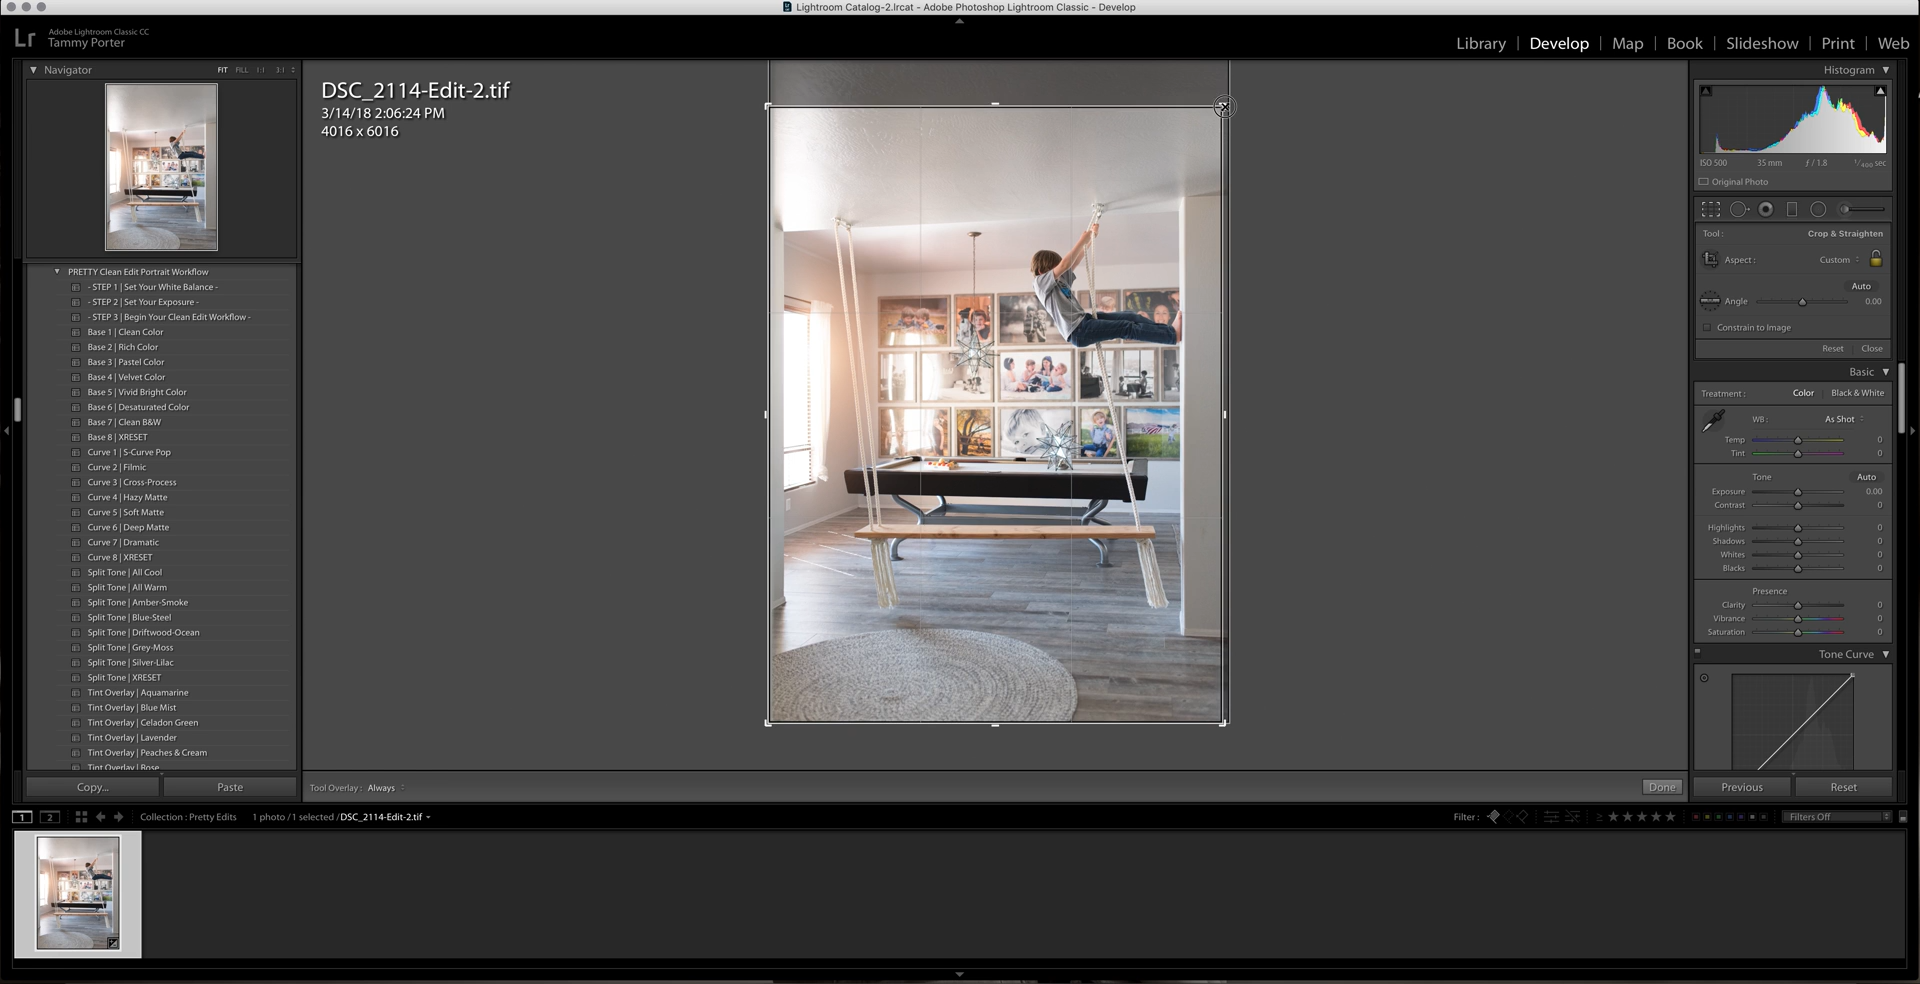 Lightroom Catalog-2.lrcat - Adobe Photoshop Lightroom Classic - Develop
Lr
Adobe Lightroom Classic CC
Tammy Porter
Library | Develop | Map | Book | Slideshow | Print | Web
Navigator
FIT FILL 1:1 3:1
DSC_2114-Edit-2.tif
3/14/18 2:06:24 PM
4016 x 6016
PRETTY Clean Edit Portrait Workflow
- STEP 1 | Set Your White Balance -
- STEP 2 | Set Your Exposure -
- STEP 3 | Begin Your Clean Edit Workflow -
Base 1 | Clean Color
Base 2 | Rich Color
Base 3 | Pastel Color
Base 4 | Velvet Color
Base 5 | Vivid Bright Color
Base 6 | Desaturated Color
Base 7 | Clean B&W
Base 8 | XRESET
Curve 1 | S-Curve Pop
Curve 2 | Filmic
Curve 3 | Cross-Process
Curve 4 | Hazy Matte
Curve 5 | Soft Matte
Curve 6 | Deep Matte
Curve 7 | Dramatic
Curve 8 | XRESET
Split Tone | All Cool
Split Tone | All Warm
Split Tone | Amber-Smoke
Split Tone | Blue-Steel
Split Tone | Driftwood-Ocean
Split Tone | Grey-Moss
Split Tone | Silver-Lilac
Split Tone | XRESET
Tint Overlay | Aquamarine
Tint Overlay | Blue Mist
Tint Overlay | Celadon Green
Tint Overlay | Lavender
Tint Overlay | Peaches & Cream
Tint Overlay | Rose
Copy... Paste
Tool Overlay : Always
Done
Histogram
ISO 500 35 mm ƒ / 1.8 1/400 sec
Original Photo
Tool : Crop & Straighten
Aspect : Custom
Auto
Angle 0.00
Constrain to Image
Reset Close
Basic
Treatment : Color | Black & White
WB : As Shot
Temp 0
Tint 0
Tone Auto
Exposure 0.00
Contrast 0
Highlights 0
Shadows 0
Whites 0
Blacks 0
Presence
Clarity 0
Vibrance 0
Saturation 0
Tone Curve
Previous Reset
1 2 Collection : Pretty Edits 1 photo / 1 selected / DSC_2114-Edit-2.tif
Filter : ≥ Filters Off